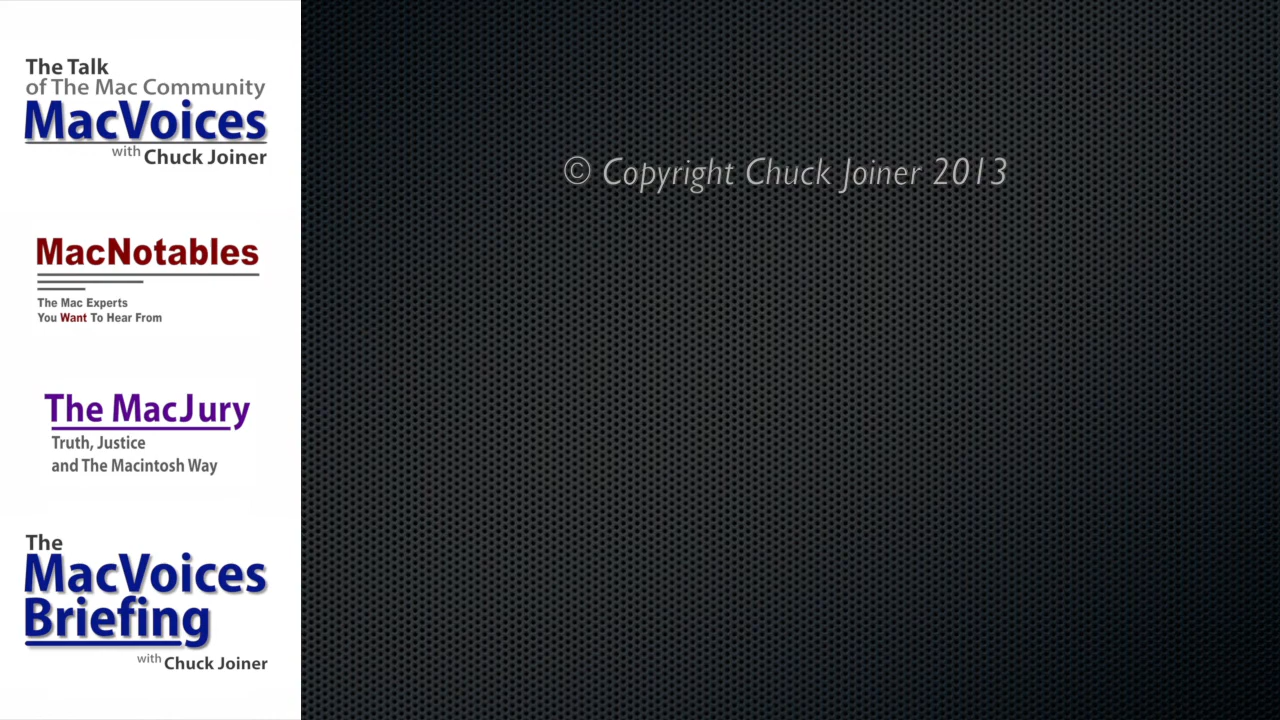 The Talk
of The Mac Community
MacVoices
with Chuck Joiner
MacNotables
The Mac Experts
You Want To Hear From
The MacJury
Truth, Justice
and The Macintosh Way
The
MacVoices
Briefing
with Chuck Joiner
© Copyright Chuck Joiner 2013